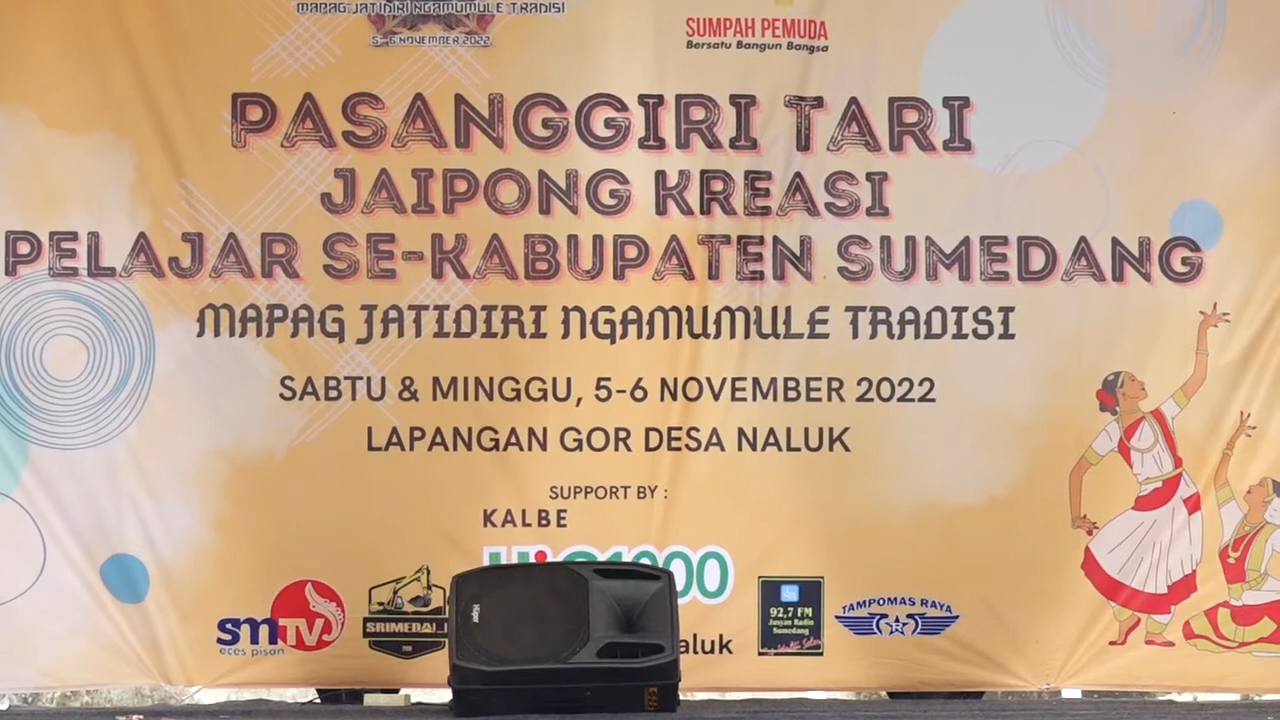 MAPAG JATIDIRI NGAMUMULE TRADISI
5-6 NOVEMBER 2022
SUMPAH PEMUDA
Bersatu Bangun Bangsa
PASANGGIRI TARI
JAIPONG KREASI
PELAJAR SE-KABUPATEN SUMEDANG
MAPAG JATIDIRI NGAMUMULE TRADISI
SABTU & MINGGU, 5-6 NOVEMBER 2022
LAPANGAN GOR DESA NALUK
SUPPORT BY :
KALBE
1000
smTV
eces pisan
SRIMEDAL
Hüper
aluk
92,7 FM
Sumedang
TAMPOMAS RAYA